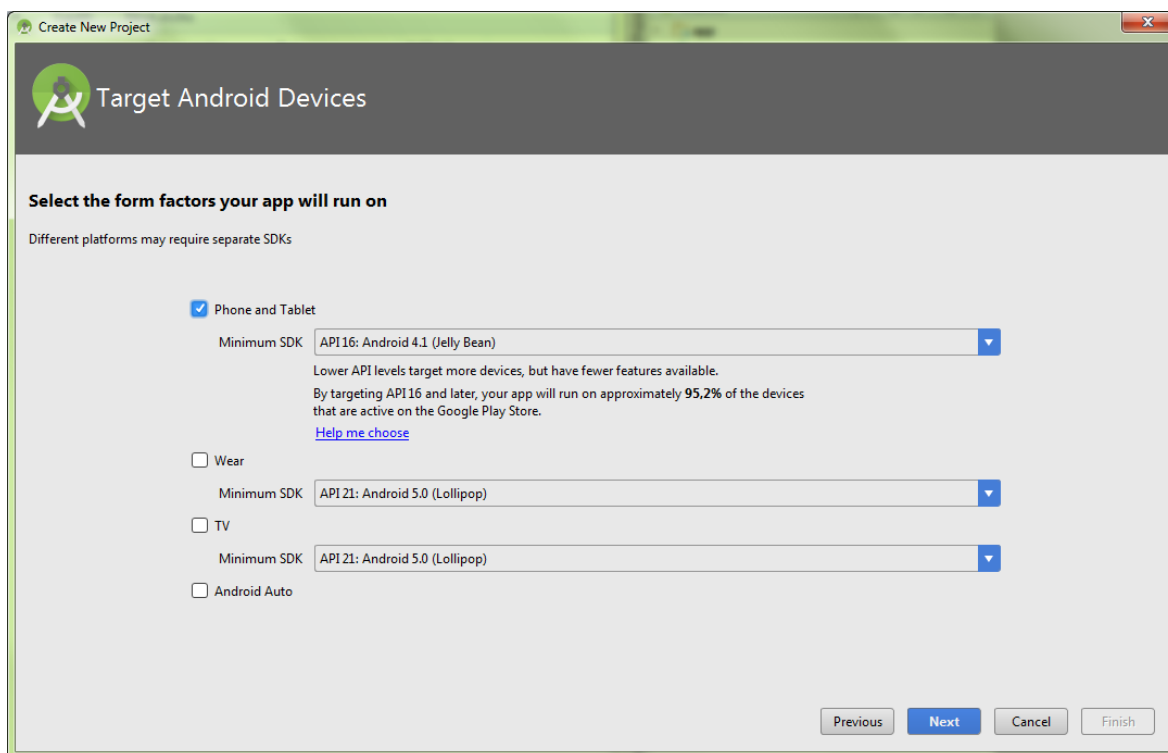 Create New Project
Target Android Devices
Select the form factors your app will run on
Different platforms may require separate SDKs
Phone and Tablet
Minimum SDK API 16: Android 4.1 (Jelly Bean)
Lower API levels target more devices, but have fewer features available.
By targeting API 16 and later, your app will run on approximately 95,2% of the devices
that are active on the Google Play Store.
Help me choose
Wear
Minimum SDK API 21: Android 5.0 (Lollipop)
TV
Minimum SDK API 21: Android 5.0 (Lollipop)
Android Auto
Previous Next Cancel Finish